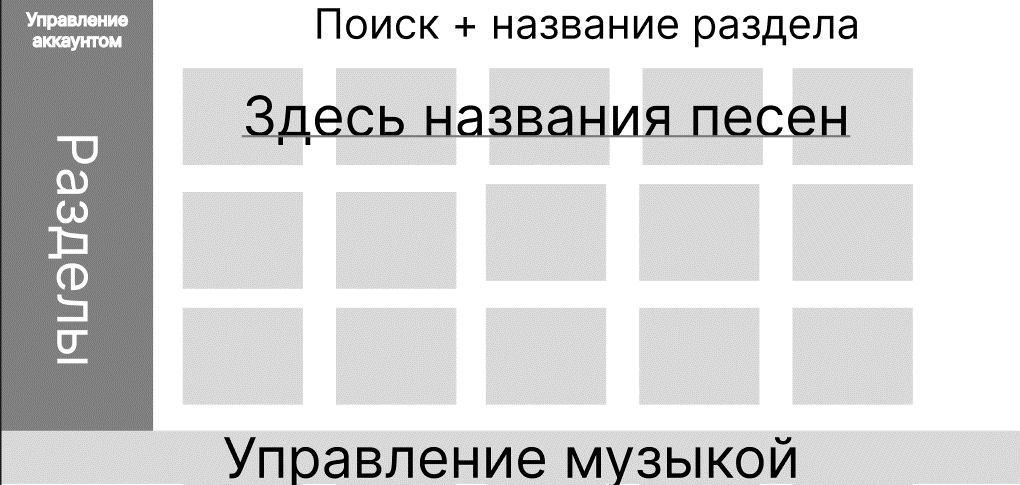 Управление
аккаунтом
Поиск + название раздела
Здесь названия песен
Разделы
Управление музыкой